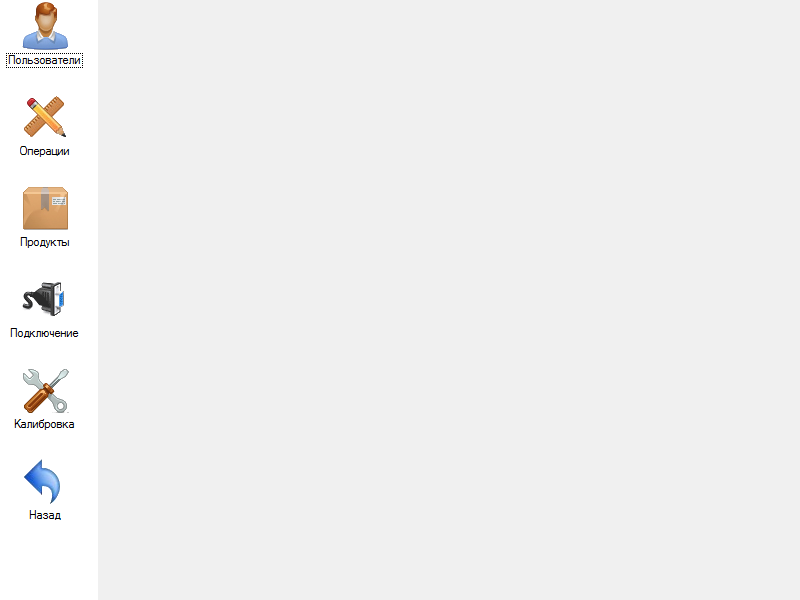 Пользователи
Операции
Продукты
Подключение
Калибровка
Назад